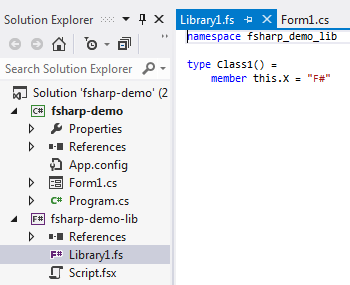 Solution Explorer
Search Solution Explorer
Solution 'fsharp-demo' (2
C# fsharp-demo
Properties
References
App.config
Form1.cs
C# Program.cs
F# fsharp-demo-lib
References
F# Library1.fs
Script.fsx
Library1.fs
Form1.cs
namespace fsharp_demo_lib
type Class1() =
member this.X = "F#"